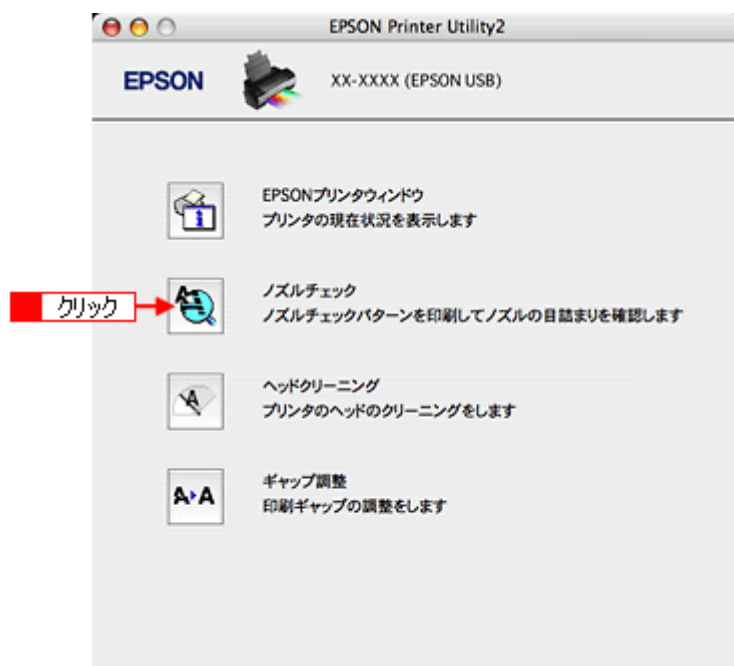 EPSON Printer Utility2
EPSON
XX-XXXX (EPSON USB)
EPSONプリンタウィンドウ
プリンタの現在状況を表示します
クリック
ノズルチェック
ノズルチェックパターンを印刷してノズルの目詰まりを確認します
ヘッドクリーニング
プリンタのヘッドのクリーニングをします
ギャップ調整
印刷ギャップの調整をします